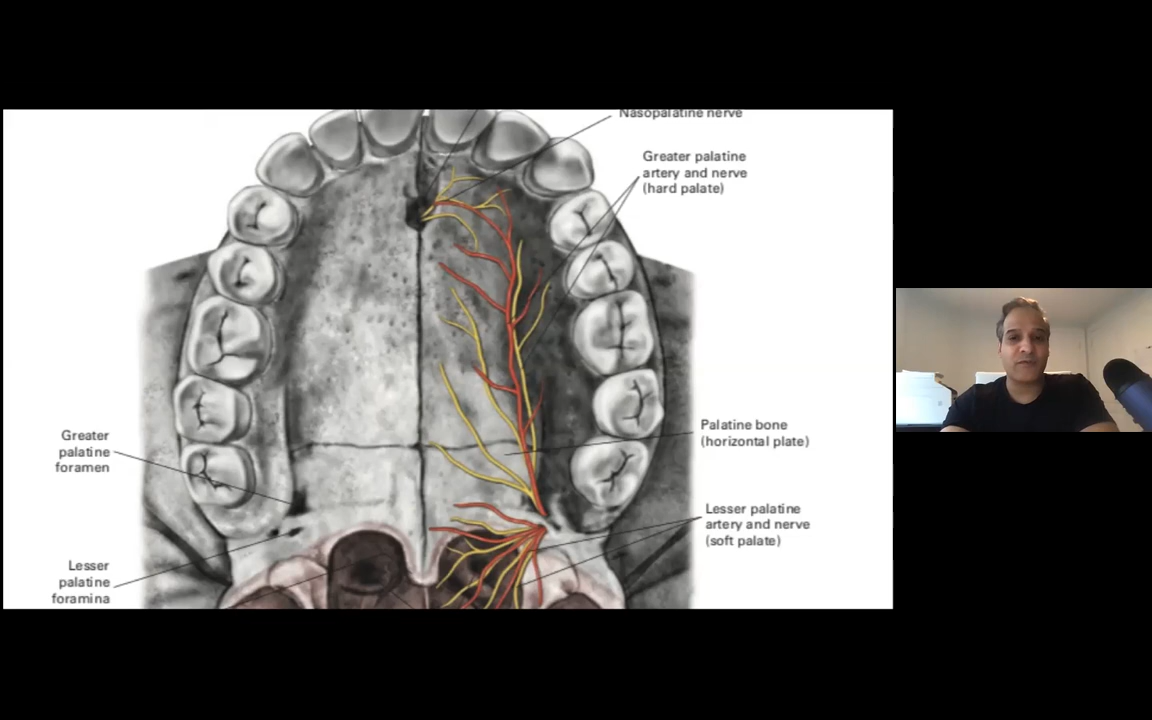 Nasopalatine nerve
Greater palatine
artery and nerve
(hard palate)
Palatine bone
(horizontal plate)
Lesser palatine
artery and nerve
(soft palate)
Greater
palatine
foramen
Lesser
palatine
foramina